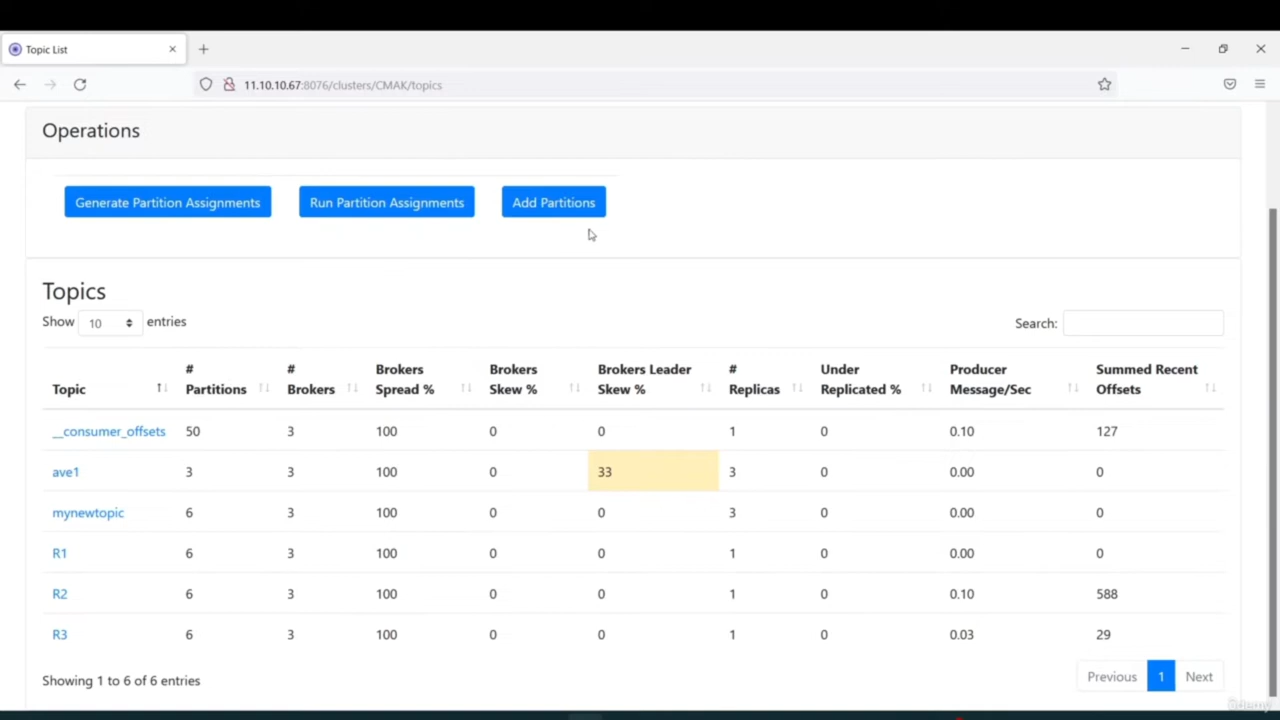 Topic List
11.10.10.67:8076/clusters/CMAK/topics
Operations
Generate Partition Assignments Run Partition Assignments Add Partitions
Topics
Show 10 entries Search:
Topic # Partitions # Brokers Brokers Spread % Brokers Skew % Brokers Leader Skew % # Replicas Under Replicated % Producer Message/Sec Summed Recent Offsets
__consumer_offsets 50 3 100 0 0 1 0 0.10 127
ave1 3 3 100 0 33 3 0 0.00 0
mynewtopic 6 3 100 0 0 3 0 0.00 0
R1 6 3 100 0 0 1 0 0.00 0
R2 6 3 100 0 0 1 0 0.10 588
R3 6 3 100 0 0 1 0 0.03 29
Showing 1 to 6 of 6 entries Previous 1 Next
ûdemy